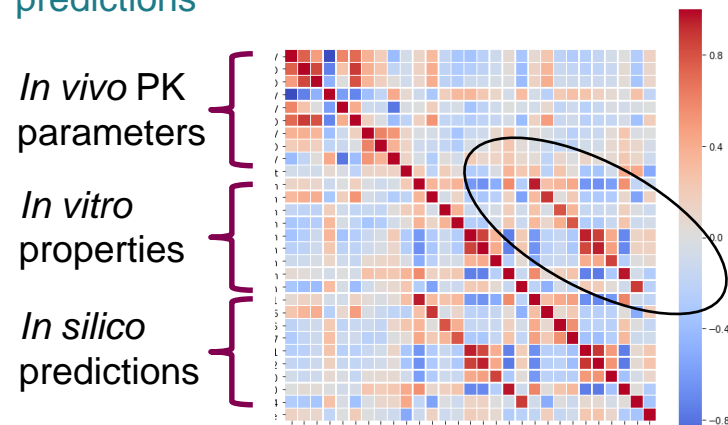 predictions
In vivo PK
parameters
In vitro
properties
In silico
predictions
0.8
0.4
0.0
-0.4
-0.8